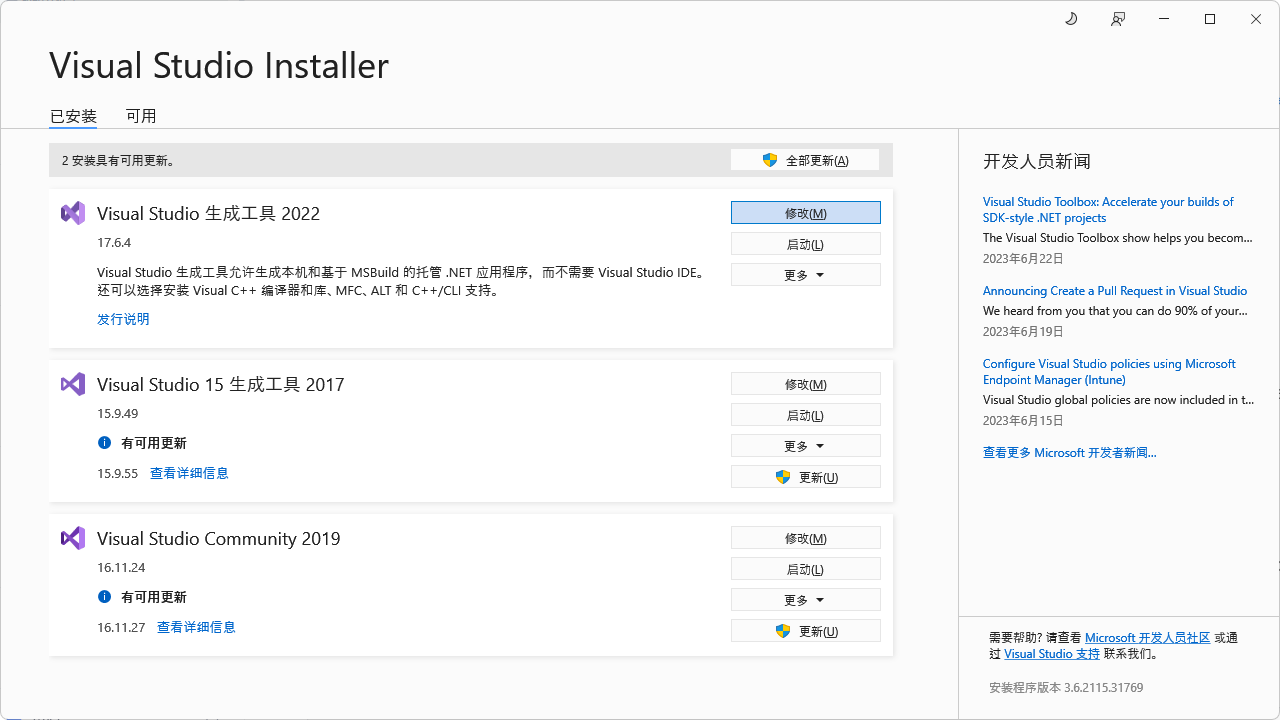 Visual Studio Installer
已安装
可用
2 安装具有可用更新。
全部更新(A)
Visual Studio 生成工具 2022
17.6.4
Visual Studio 生成工具允许生成本机和基于 MSBuild 的托管 .NET 应用程序，而不需要 Visual Studio IDE。
还可以选择安装 Visual C++ 编译器和库、MFC、ALT 和 C++/CLI 支持。
发行说明
修改(M)
启动(L)
更多
Visual Studio 15 生成工具 2017
15.9.49
有可用更新
15.9.55 查看详细信息
修改(M)
启动(L)
更多
更新(U)
Visual Studio Community 2019
16.11.24
有可用更新
16.11.27 查看详细信息
修改(M)
启动(L)
更多
更新(U)
开发人员新闻
Visual Studio Toolbox: Accelerate your builds of
SDK-style .NET projects
The Visual Studio Toolbox show helps you becom...
2023年6月22日
Announcing Create a Pull Request in Visual Studio
We heard from you that you can do 90% of your...
2023年6月19日
Configure Visual Studio policies using Microsoft
Endpoint Manager (Intune)
Visual Studio global policies are now included in t...
2023年6月15日
查看更多 Microsoft 开发者新闻...
需要帮助? 请查看 Microsoft 开发人员社区 或通
过 Visual Studio 支持 联系我们。
安装程序版本 3.6.2115.31769